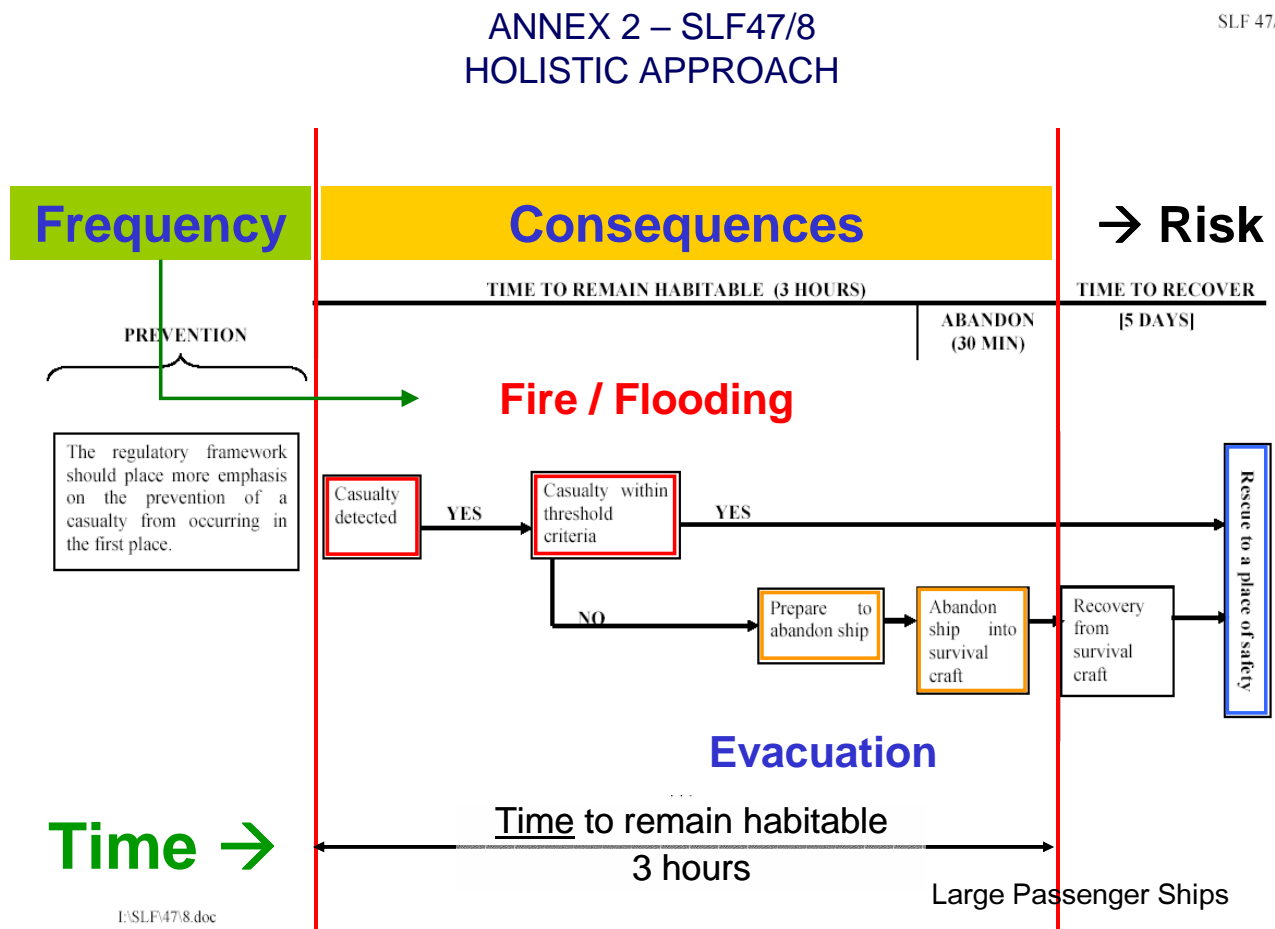 ANNEX 2 – SLF47/8
SLF 47/
HOLISTIC APPROACH
Frequency
Consequences
→ Risk
TIME TO REMAIN HABITABLE (3 HOURS)
TIME TO RECOVER
PREVENTION
ABANDON
(30 MIN)
[5 DAYS]
Fire / Flooding
The regulatory framework
should place more emphasis
on the prevention of a
casualty from occurring in
the first place.
Casualty
detected
YES
Casualty within
threshold
criteria
YES
NO
Prepare to
abandon ship
Abandon
ship into
survival
craft
Recovery
from
survival
craft
Rescue to a place of safety
Evacuation
Time →
Time to remain habitable
3 hours
Large Passenger Ships
I:\SLF\47\8.doc